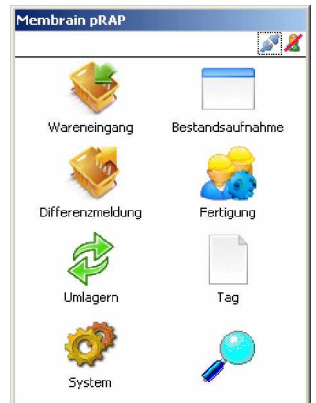 Membrain pRAP
Wareneingang Bestandsaufnahme
Differenzmeldung Fertigung
Umlagern Tag
System